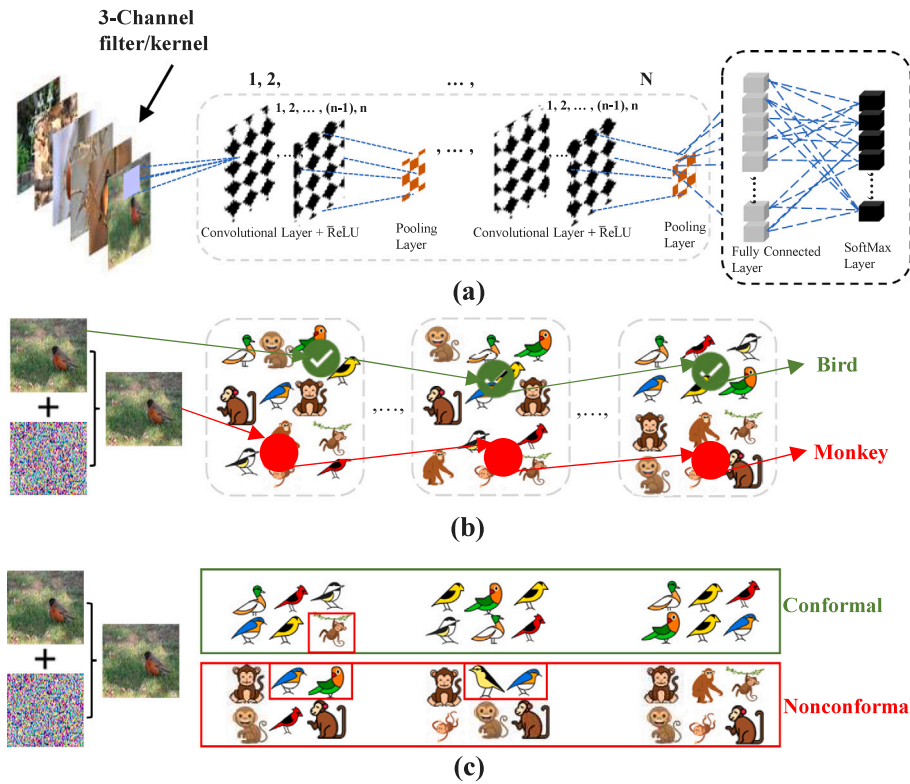 3-Channel
filter/kernel
1, 2,
... ,
N
1, 2, ... , (n-1), n
1, 2, ... , (n-1), n
, ... ,
Convolutional Layer + ReLU
Pooling
Layer
Convolutional Layer + ReLU
Pooling
Layer
Fully Connected
Layer
SoftMax
Layer
(a)
+
,...,
,...,
Bird
Monkey
(b)
+
Conformal
Nonconforma
(c)